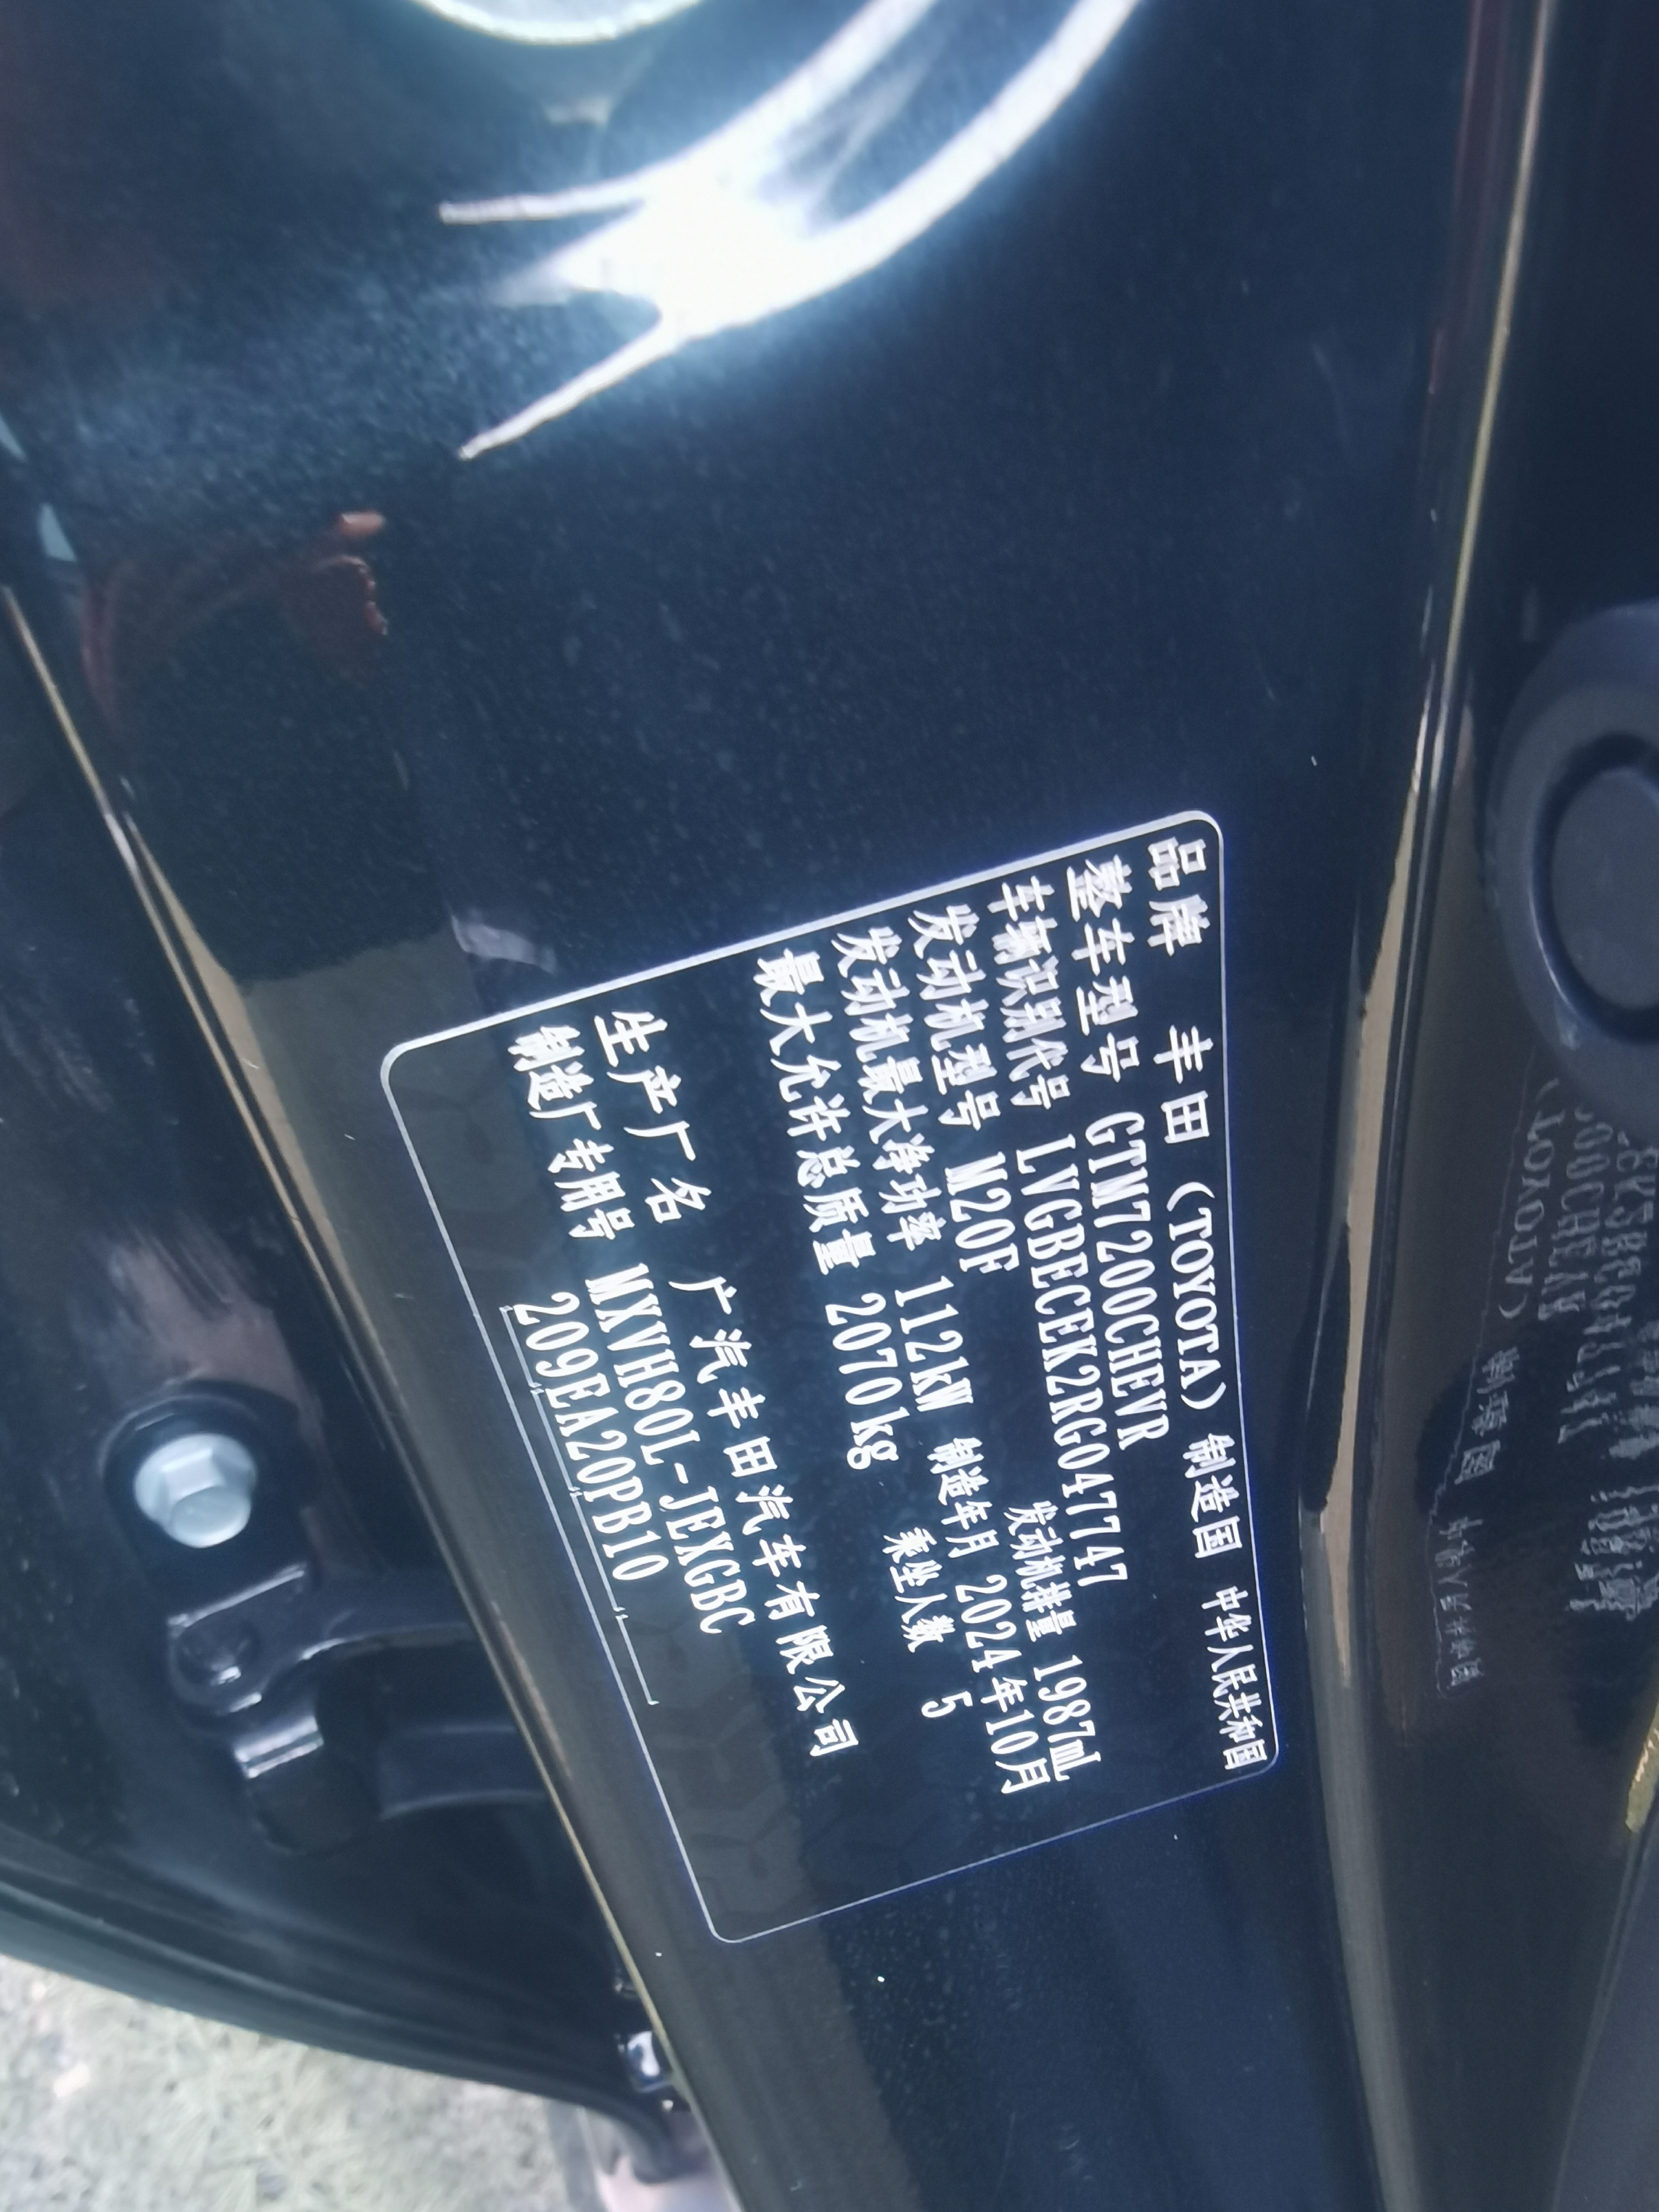 品牌 丰田 (TOYOTA) 制造国 中华人民共和国
整车型号 GTM7200CHEVR
车辆识别代号 LVGBECEK2RG047747
发动机型号 M20F 发动机排量 1987mL
发动机最大净功率 112kW 制造年月 2024年10月
最大允许总质量 2070kg 乘坐人数 5
生产厂名 广汽丰田汽车有限公司
制造厂专用号 MXVH80L-JEXGBC
209EA20PB10